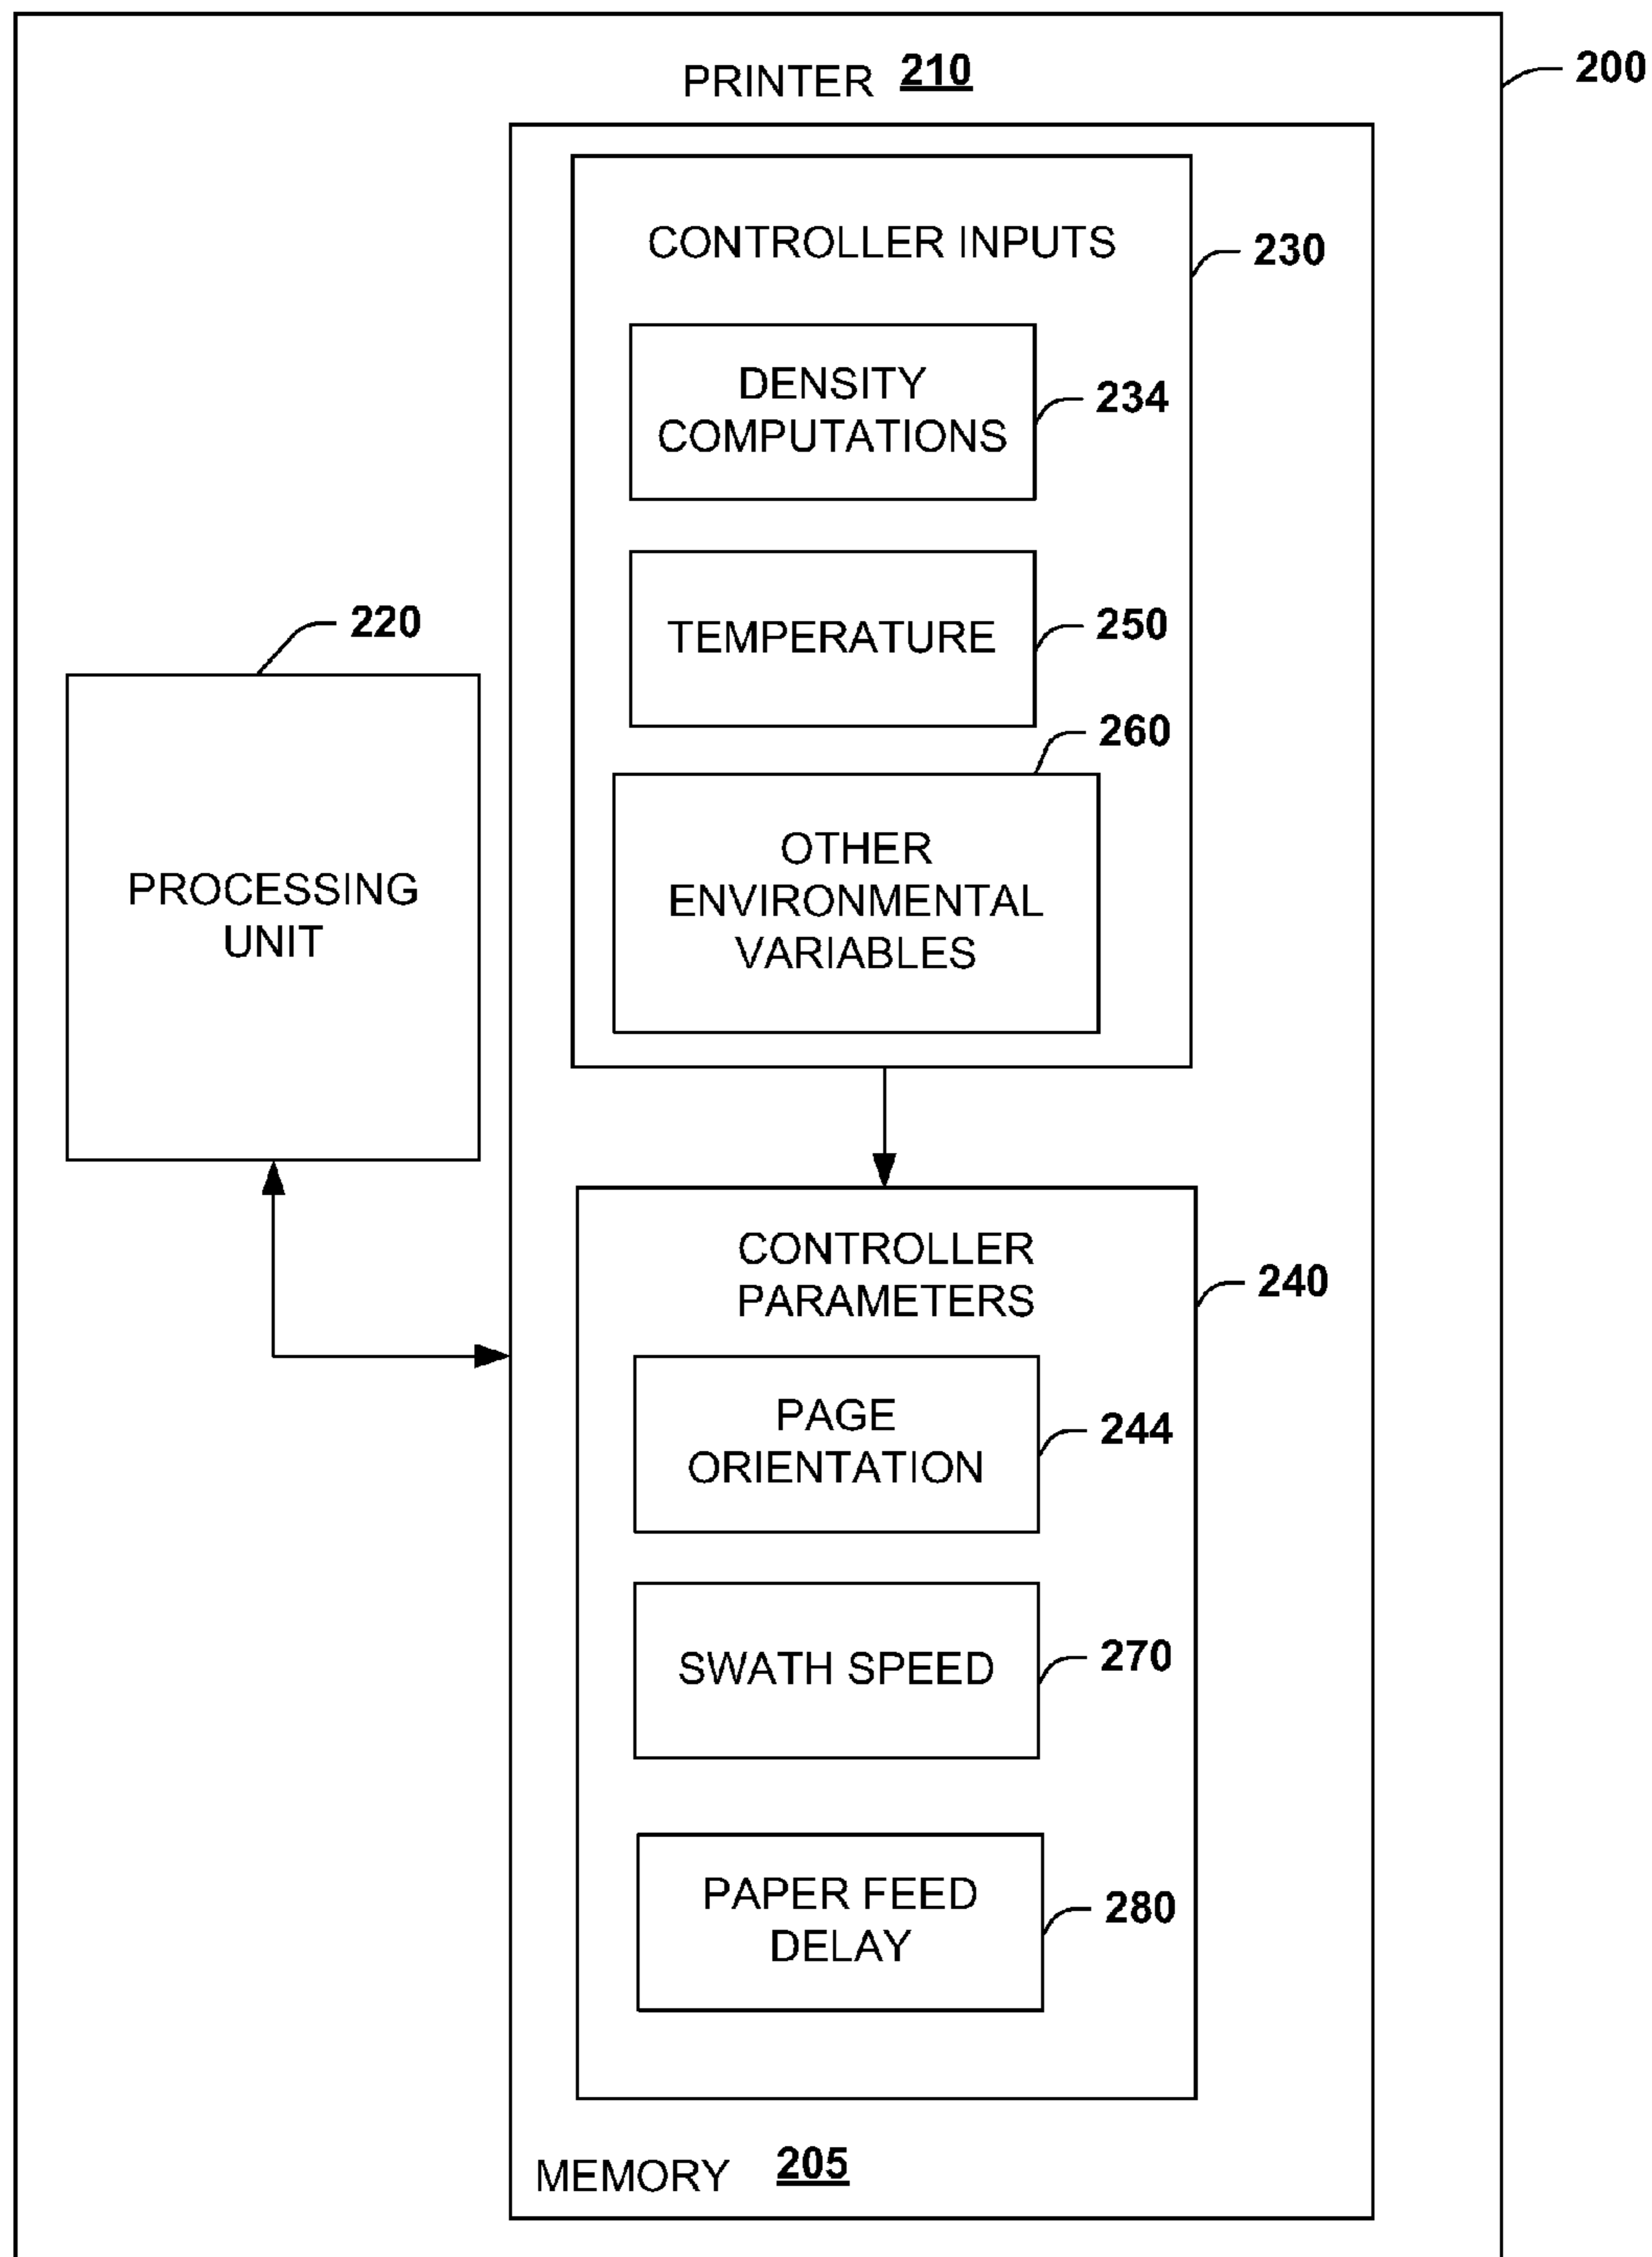 PRINTER 210
200
CONTROLLER INPUTS
230
DENSITY
COMPUTATIONS
234
TEMPERATURE
250
260
OTHER
ENVIRONMENTAL
VARIABLES
220
PROCESSING
UNIT
CONTROLLER
PARAMETERS
240
PAGE
ORIENTATION
244
SWATH SPEED
270
PAPER FEED
DELAY
280
MEMORY 205